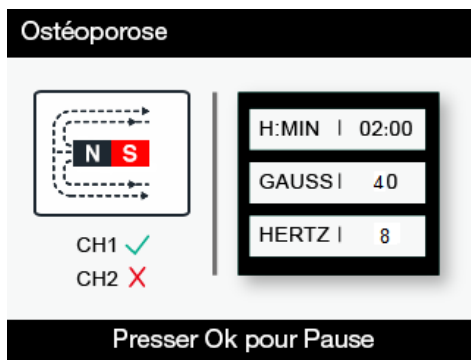 Ostéoporose
N S
CH1 ✓
CH2 X
H:MIN | 02:00
GAUSS | 40
HERTZ | 8
Presser Ok pour Pause